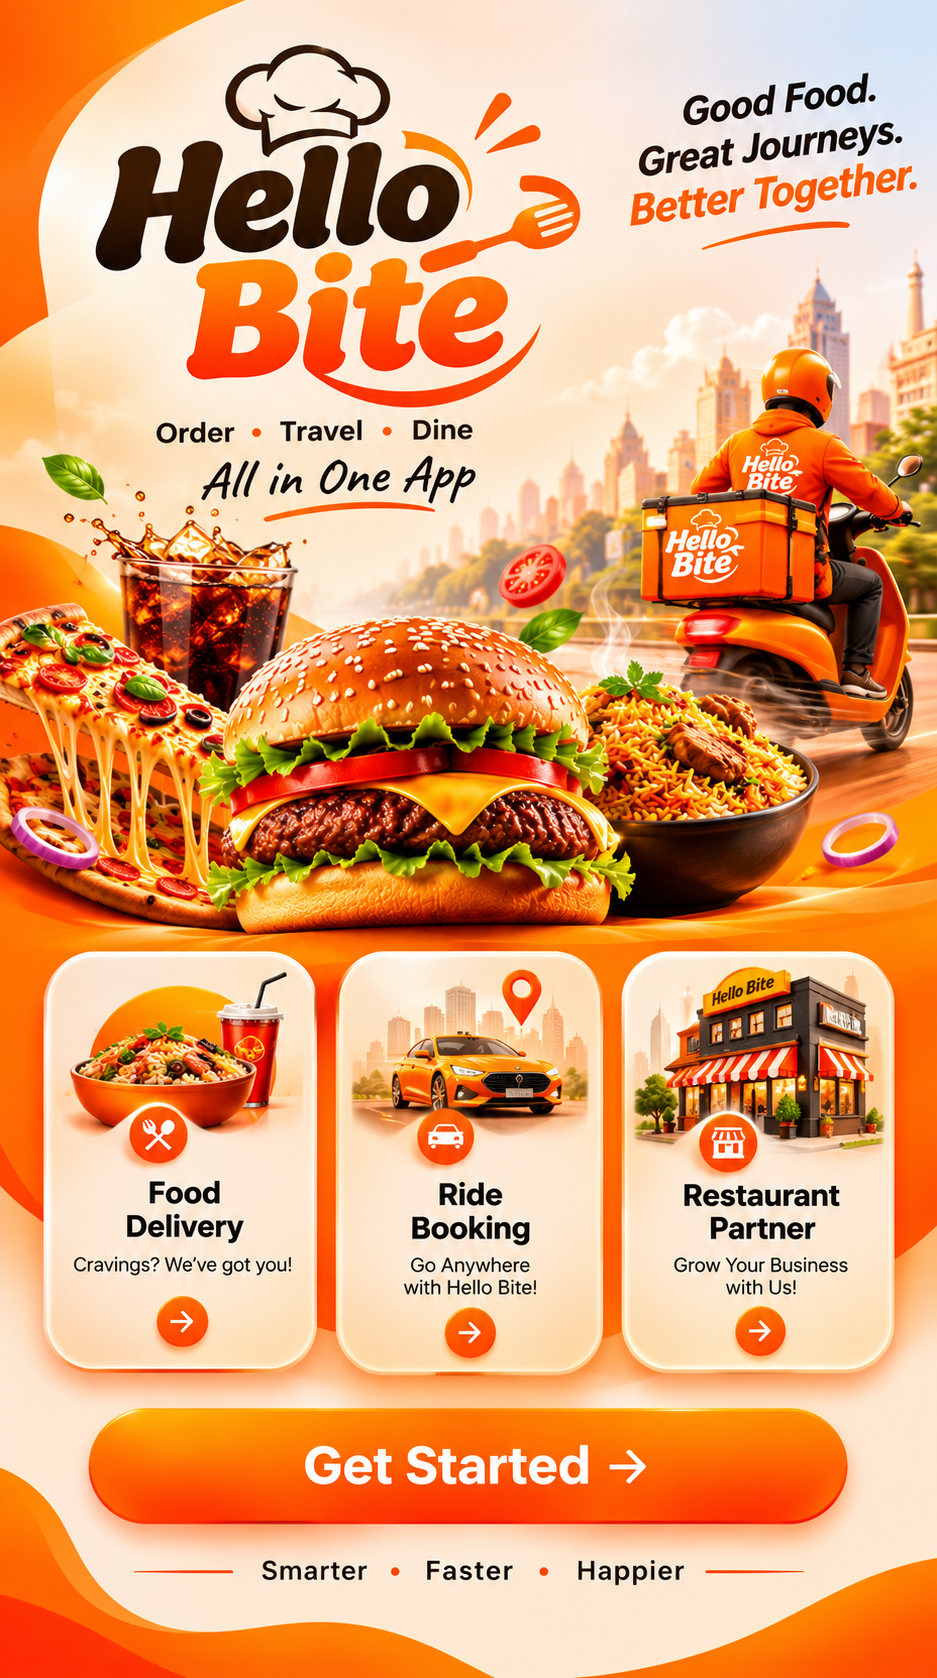 Hello
Bite
Good Food.
Great Journeys.
Better Together.
Order • Travel • Dine
All in One App
Hello
Bite
Hello
Bite
Hello Bite
Food
Delivery
Cravings? We've got you!
Ride
Booking
Go Anywhere
with Hello Bite!
Restaurant
Partner
Grow Your Business
with Us!
Get Started →
Smarter • Faster • Happier